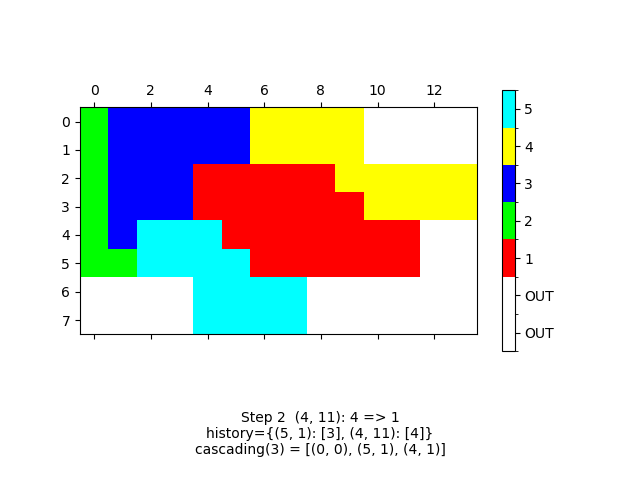 0 2 4 6 8 10 12
0
1
2
3
4
5
6
7
5
4
3
2
1
OUT
OUT
Step 2  (4, 11): 4 => 1
history={(5, 1): [3], (4, 11): [4]}
cascading(3) = [(0, 0), (5, 1), (4, 1)]